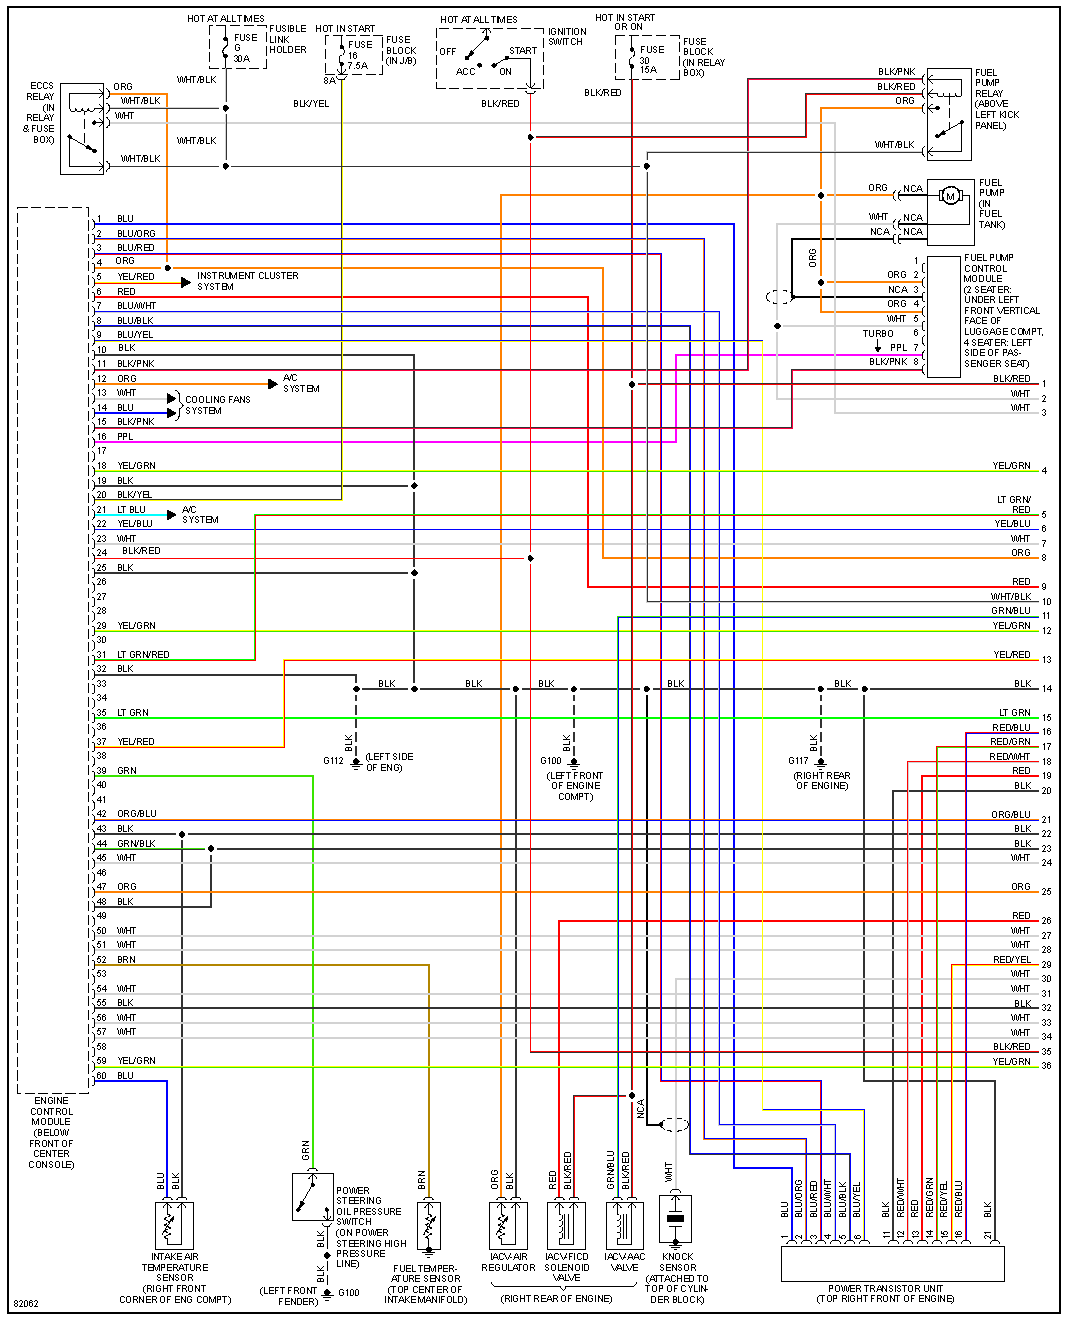 HOT AT ALL TIMES
FUSE
G
30A
FUSIBLE
LINK
HOLDER
HOT IN START
FUSE
16
7.5A
FUSE
BLOCK
(IN J/B)
8A
HOT AT ALL TIMES
OFF
ACC
START
ON
IGNITION
SWITCH
HOT IN START
OR ON
FUSE
30
15A
FUSE
BLOCK
(IN RELAY
BOX)
ECCS
RELAY
(IN
RELAY
& FUSE
BOX)
ORG
WHT/BLK
WHT
WHT/BLK
WHT/BLK
WHT/BLK
BLK/YEL
BLK/RED
BLK/RED
BLK/PNK
BLK/RED
ORG
WHT/BLK
FUEL
PUMP
RELAY
(ABOVE
LEFT KICK
PANEL)
ORG NCA
WHT NCA
NCA NCA
M
FUEL
PUMP
(IN
FUEL
TANK)
ORG
1
ORG 2
NCA 3
ORG 4
WHT 5
6
TURBO
PPL 7
BLK/PNK 8
FUEL PUMP
CONTROL
MODULE
(2 SEATER:
UNDER LEFT
FRONT VERTICAL
FACE OF
LUGGAGE COMPT,
4 SEATER: LEFT
SIDE OF PAS-
SENGER SEAT)
1 BLU
2 BLU/ORG
3 BLU/RED
4 ORG
5 YEL/RED
INSTRUMENT CLUSTER
SYSTEM
6 RED
7 BLU/WHT
8 BLU/BLK
9 BLU/YEL
10 BLK
11 BLK/PNK
12 ORG
A/C
SYSTEM
13 WHT
14 BLU
COOLING FANS
SYSTEM
15 BLK/PNK
16 PPL
17
18 YEL/GRN
19 BLK
20 BLK/YEL
21 LT BLU
A/C
SYSTEM
22 YEL/BLU
23 WHT
24 BLK/RED
25 BLK
26
27
28
29 YEL/GRN
30
31 LT GRN/RED
32 BLK
33
34
35 LT GRN
36
37 YEL/RED
38
39 GRN
40
41
42 ORG/BLU
43 BLK
44 GRN/BLK
45 WHT
46
47 ORG
48 BLK
49
50 WHT
51 WHT
52 BRN
53
54 WHT
55 BLK
56 WHT
57 WHT
58
59 YEL/GRN
60 BLU
ENGINE
CONTROL
MODULE
(BELOW
FRONT OF
CENTER
CONSOLE)
BLK/RED 1
WHT 2
WHT 3
YEL/GRN 4
LT GRN/
RED 5
YEL/BLU 6
WHT 7
ORG 8
RED 9
WHT/BLK 10
GRN/BLU 11
YEL/GRN 12
YEL/RED 13
BLK 14
LT GRN 15
RED/BLU 16
RED/GRN 17
RED/WHT 18
RED 19
BLK 20
ORG/BLU 21
BLK 22
BLK 23
WHT 24
ORG 25
RED 26
WHT 27
WHT 28
RED/YEL 29
WHT 30
WHT 31
BLK 32
WHT 33
WHT 34
BLK/RED 35
YEL/GRN 36
BLK
BLK
BLK
BLK
BLK
BLK
G112
(LEFT SIDE
OF ENG)
BLK
G100
(LEFT FRONT
OF ENGINE
COMPT)
BLK
G117
(RIGHT REAR
OF ENGINE)
BLU
BLK
INTAKE AIR
TEMPERATURE
SENSOR
(RIGHT FRONT
CORNER OF ENG COMPT)
GRN
POWER
STEERING
OIL PRESSURE
SWITCH
(ON POWER
STEERING HIGH
PRESSURE
LINE)
BLK
BLK
(LEFT FRONT
FENDER)
G100
BRN
FUEL TEMPER-
ATURE SENSOR
(TOP CENTER OF
INTAKE MANIFOLD)
ORG
BLK
IACV-AIR
REGULATOR
RED
BLK/RED
IACV-FICD
SOLENOID
VALVE
GRN/BLU
BLK/RED
IACV-AAC
VALVE
(RIGHT REAR OF ENGINE)
NCA
WHT
KNOCK
SENSOR
(ATTACHED TO
TOP OF CYLIN-
DER BLOCK)
BLU 1
BLU/ORG 2
BLU/RED 3
BLU/WHT 4
BLU/BLK 5
BLU/YEL 6
BLK 11
RED/WHT 12
RED 13
RED/GRN 14
RED/YEL 15
RED/BLU 16
BLK 21
POWER TRANSISTOR UNIT
(TOP RIGHT FRONT OF ENGINE)
82062